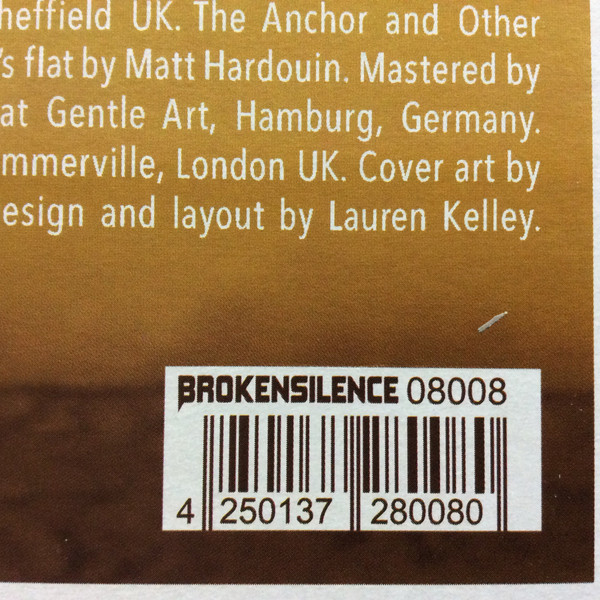 heffield UK. The Anchor and Other
's flat by Matt Hardouin. Mastered by
at Gentle Art, Hamburg, Germany.
mmerville, London UK. Cover art by
esign and layout by Lauren Kelley.
BROKENSILENCE 08008
4 250137 280080